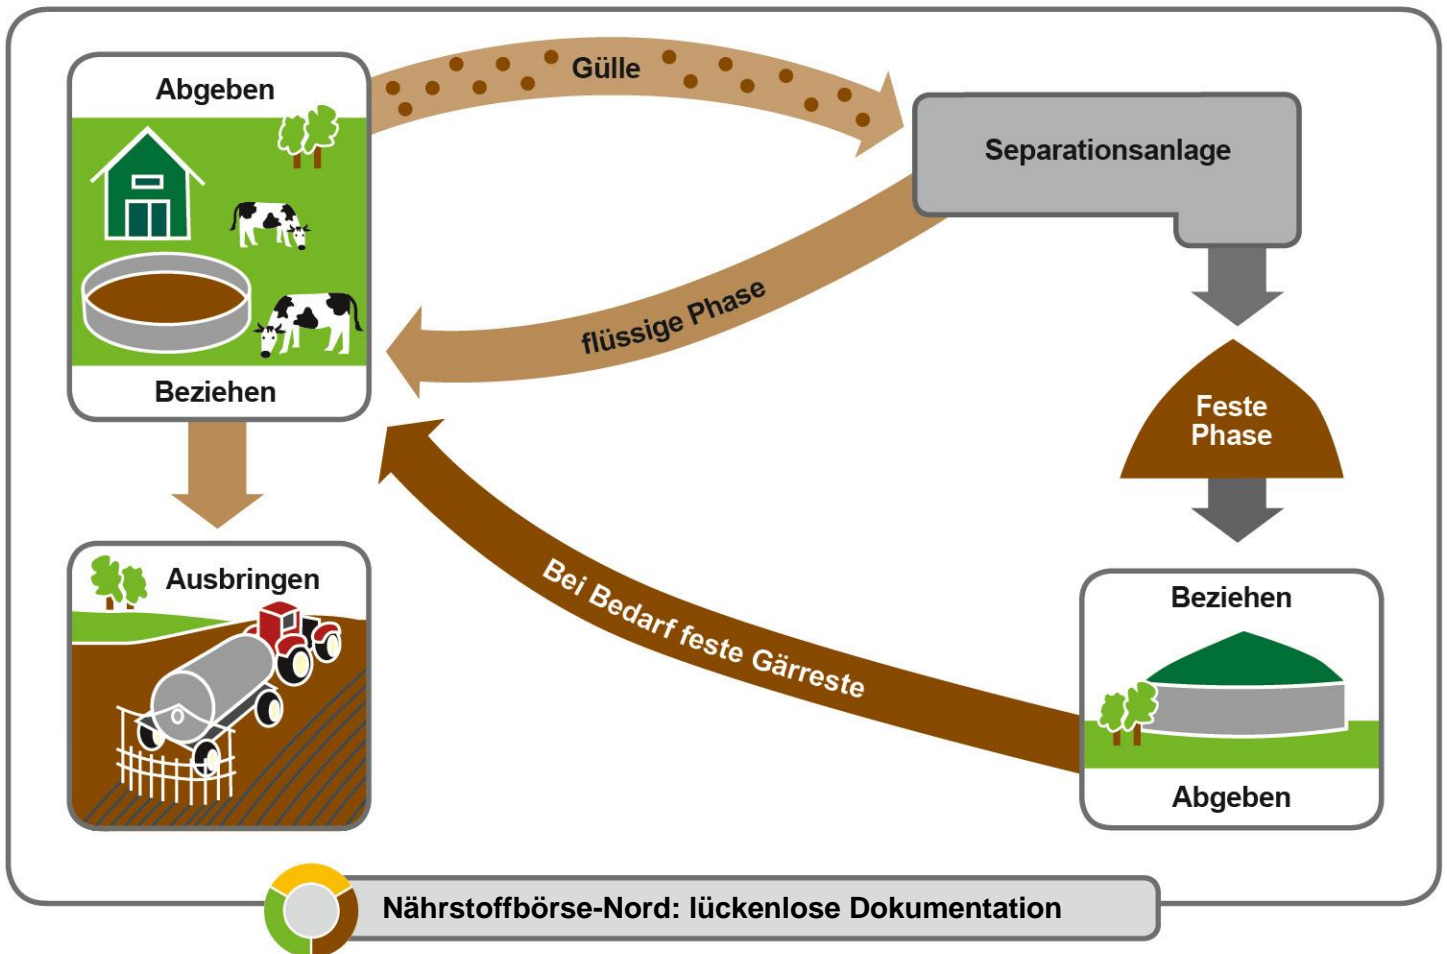 Abgeben
Gülle
Separationsanlage
flüssige Phase
Beziehen
Feste
Phase
Ausbringen
Bei Bedarf feste Gärreste
Beziehen
Abgeben
Nährstoffbörse-Nord: lückenlose Dokumentation